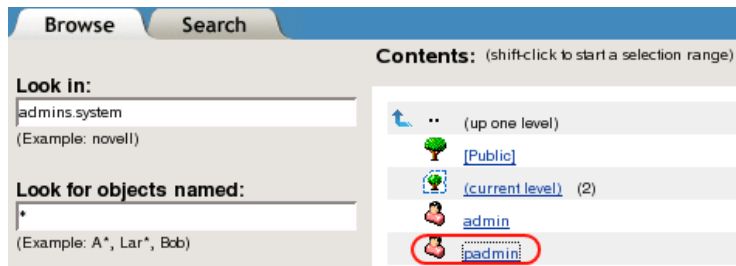 Browse Search
Contents: (shift-click to start a selection range)
Look in:
admins.system
(Example: novell)
Look for objects named:
*
(Example: A*, Lar*, Bob)
.. (up one level)
[Public]
(current level) (2)
admin
padmin